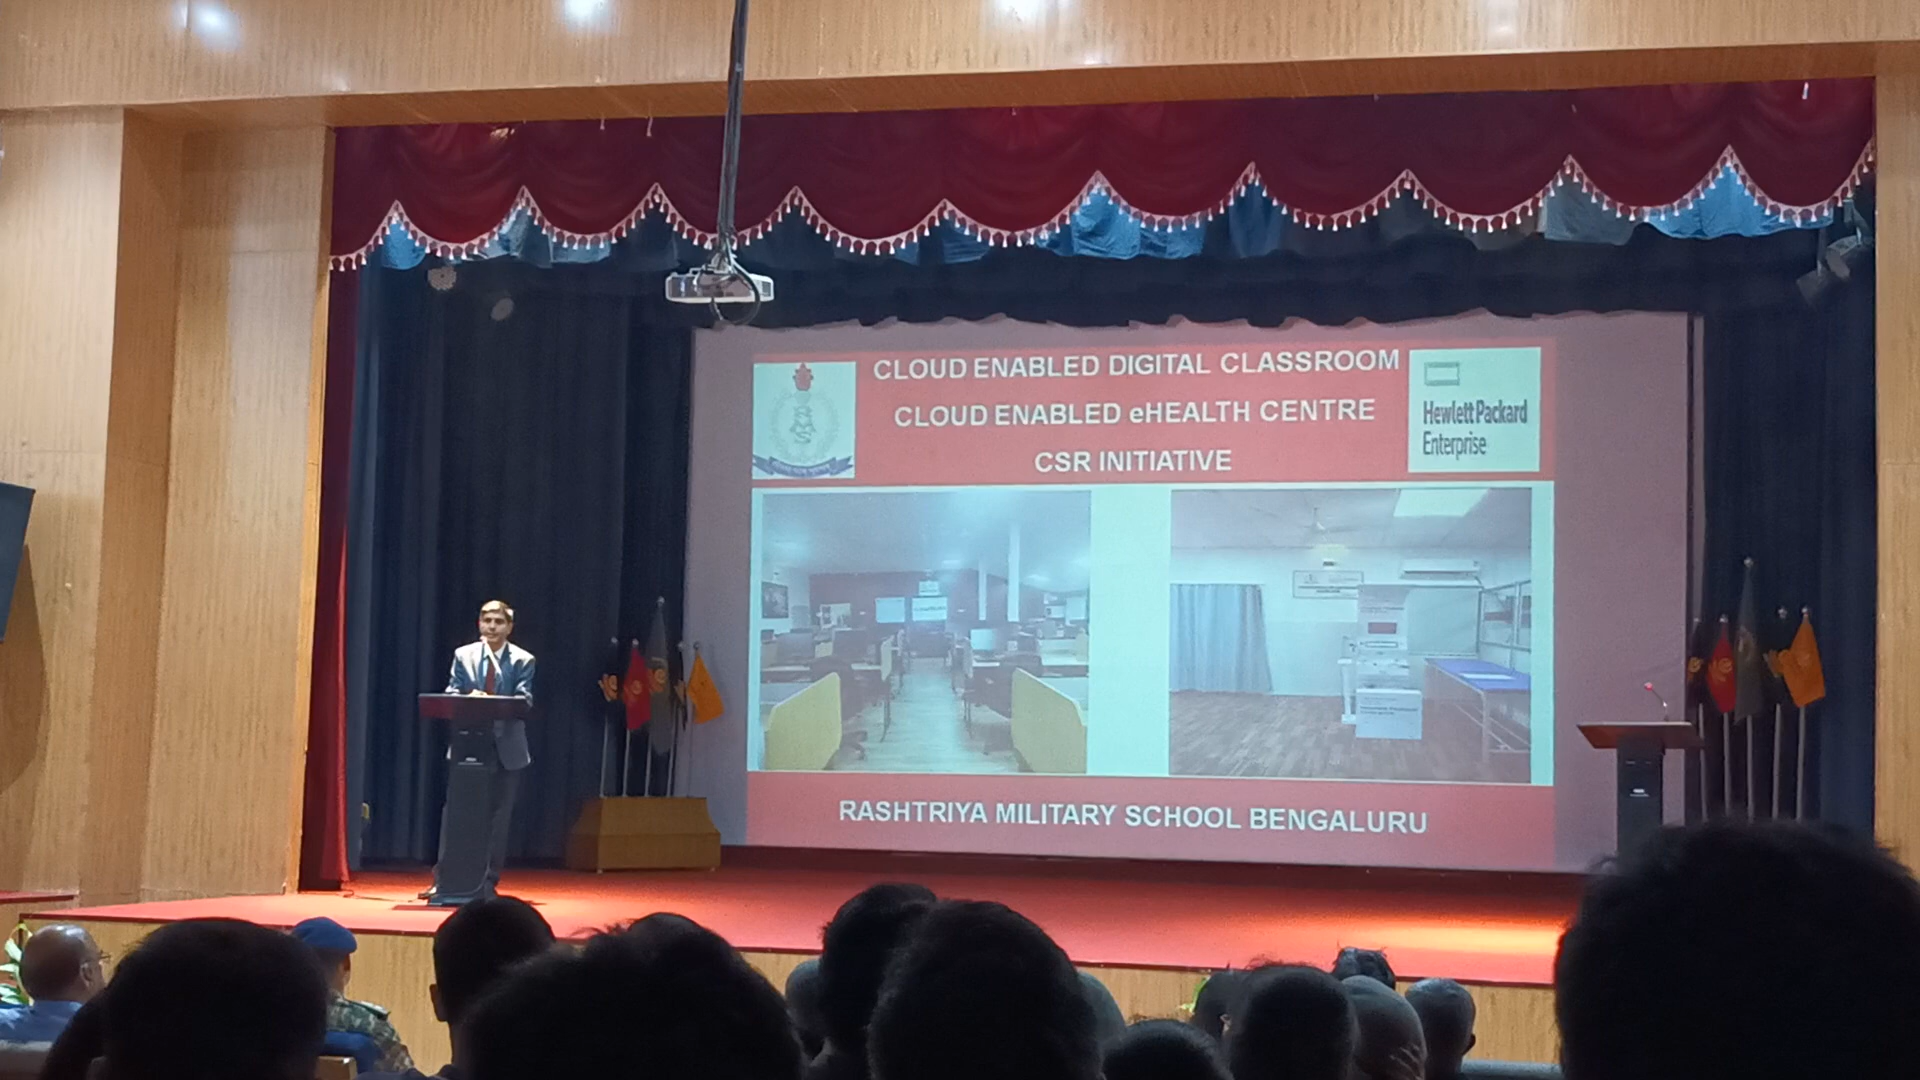 CLOUD ENABLED DIGITAL CLASSROOM
CLOUD ENABLED eHEALTH CENTRE
CSR INITIATIVE
Hewlett Packard
Enterprise
RASHTRIYA MILITARY SCHOOL BENGALURU